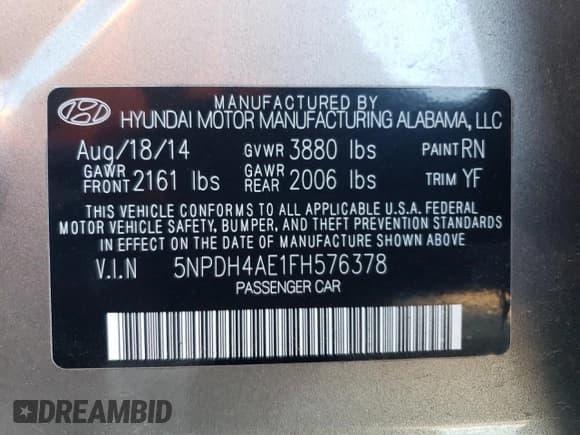 MANUFACTURED BY
HYUNDAI MOTOR MANUFACTURING ALABAMA, LLC
Aug/18/14 GVWR 3880 lbs PAINT RN
GAWR FRONT 2161 lbs GAWR REAR 2006 lbs TRIM YF
THIS VEHICLE CONFORMS TO ALL APPLICABLE U.S.A. FEDERAL
MOTOR VEHICLE SAFETY, BUMPER, AND THEFT PREVENTION STANDARDS
IN EFFECT ON THE DATE OF MANUFACTURE SHOWN ABOVE.
V.I.N 5NPDH4AE1FH576378
PASSENGER CAR
DREAMBID